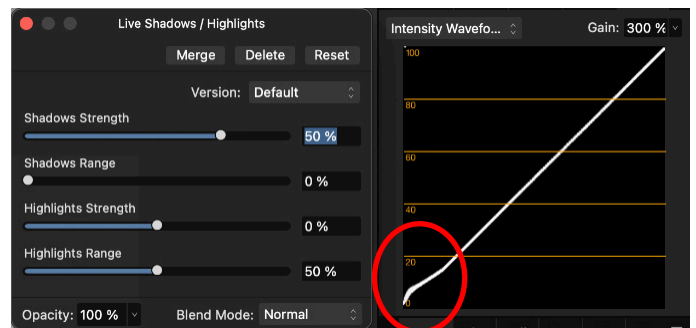 Live Shadows / Highlights
Merge Delete Reset
Version: Default
Shadows Strength
50 %
Shadows Range
0 %
Highlights Strength
0 %
Highlights Range
50 %
Opacity: 100 % Blend Mode: Normal
Intensity Wavefo... Gain: 300 %
100
80
60
40
20
0